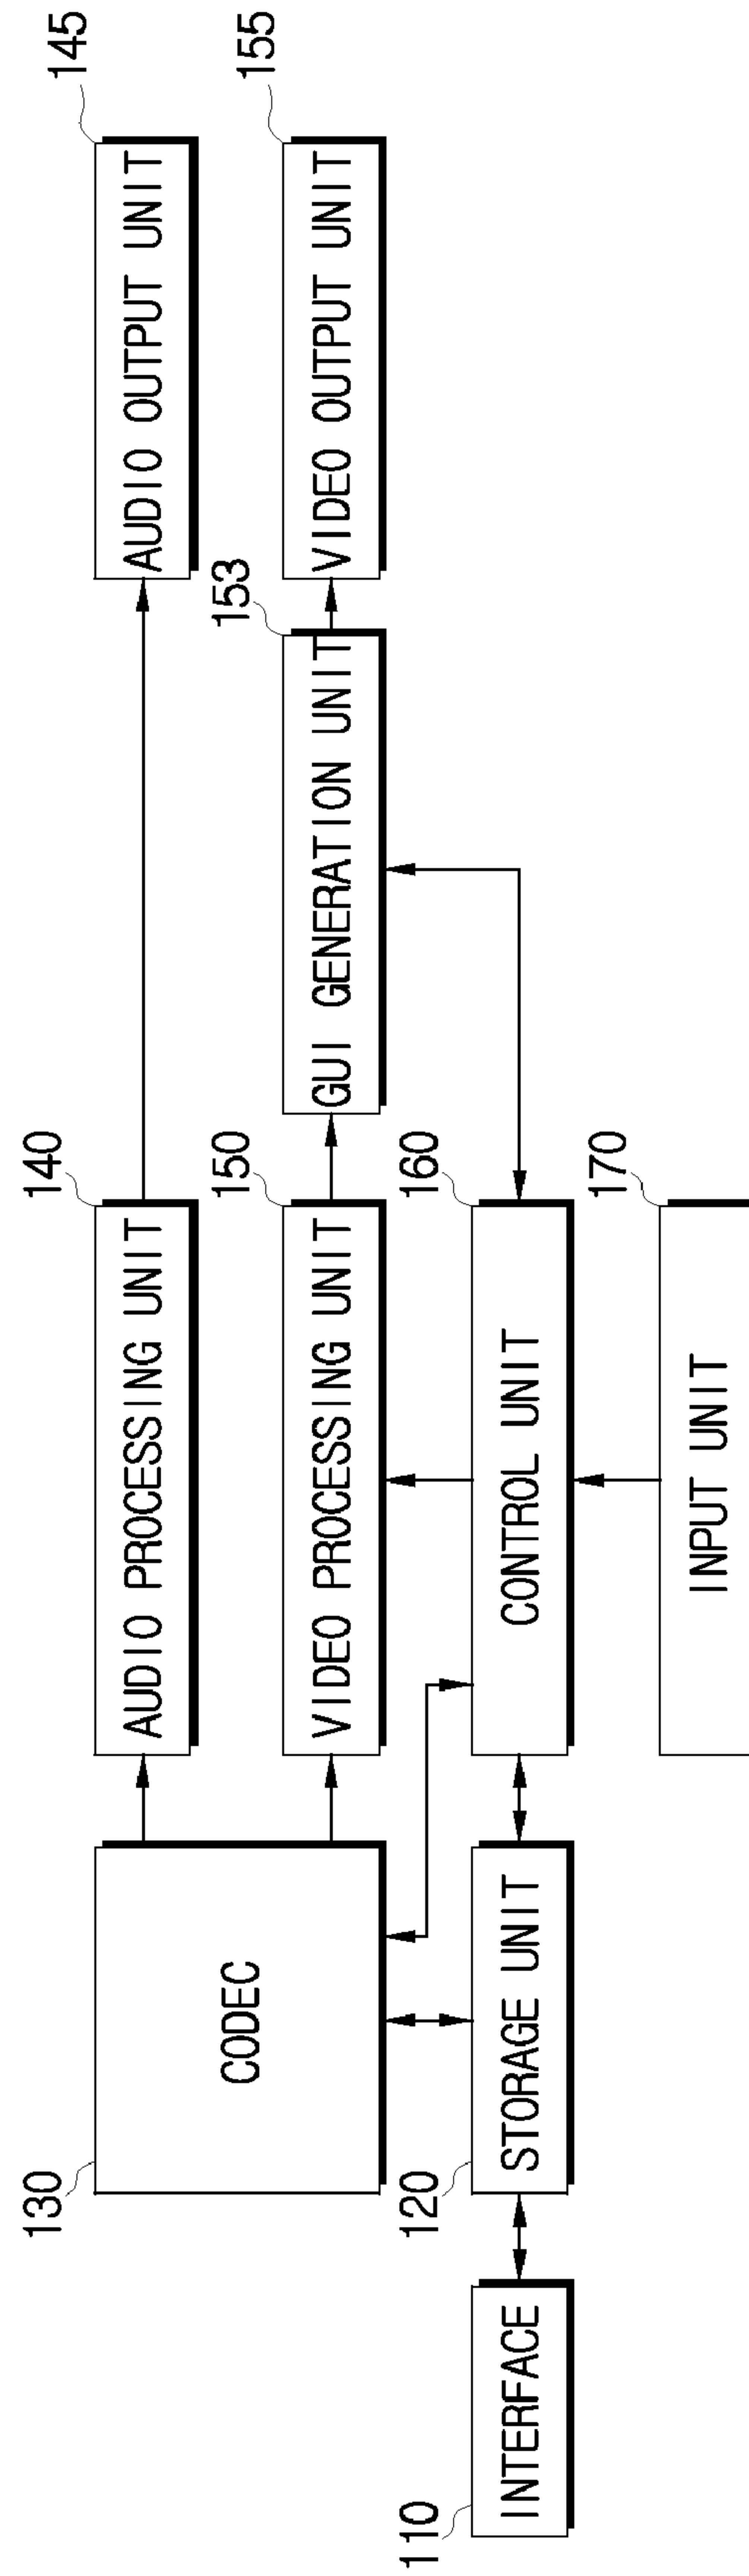 130
CODEC
140
AUDIO PROCESSING UNIT
145
AUDIO OUTPUT UNIT
150
VIDEO PROCESSING UNIT
153
GUI GENERATION UNIT
155
VIDEO OUTPUT UNIT
110
INTERFACE
120
STORAGE UNIT
160
CONTROL UNIT
170
INPUT UNIT